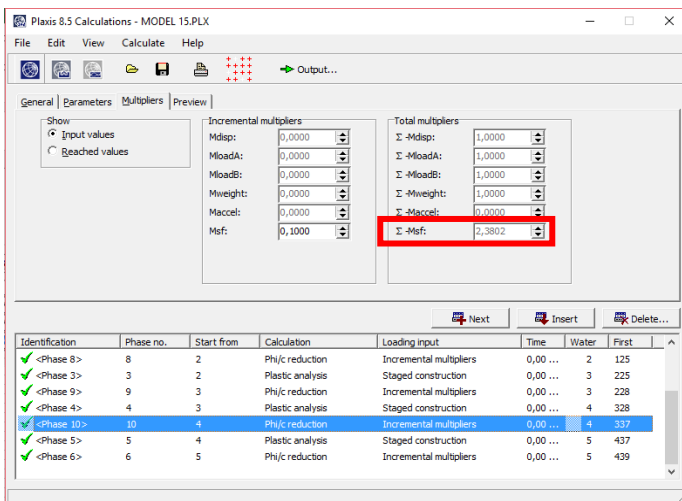 Plaxis 8.5 Calculations - MODEL 15.PLX
File Edit View Calculate Help
Output...
General Parameters Multipliers Preview
Show Incremental multipliers Total multipliers
Input values Mdisp: 0,0000 Σ -Mdisp: 1,0000
Reached values MloadA: 0,0000 Σ -MloadA: 1,0000
MloadB: 0,0000 Σ -MloadB: 1,0000
Mweight: 0,0000 Σ -Mweight: 1,0000
Maccel: 0,0000 Σ -Maccel: 0,0000
Msf: 0,1000 Σ -Msf: 2,3802
Next Insert Delete...
Identification Phase no. Start from Calculation Loading input Time Water First
<Phase 8> 8 2 Phi/c reduction Incremental multipliers 0,00 ... 2 125
<Phase 3> 3 2 Plastic analysis Staged construction 0,00 ... 3 225
<Phase 9> 9 3 Phi/c reduction Incremental multipliers 0,00 ... 3 228
<Phase 4> 4 3 Plastic analysis Staged construction 0,00 ... 4 328
<Phase 10> 10 4 Phi/c reduction Incremental multipliers 0,00 ... 4 337
<Phase 5> 5 4 Plastic analysis Staged construction 0,00 ... 5 437
<Phase 6> 6 5 Phi/c reduction Incremental multipliers 0,00 ... 5 439